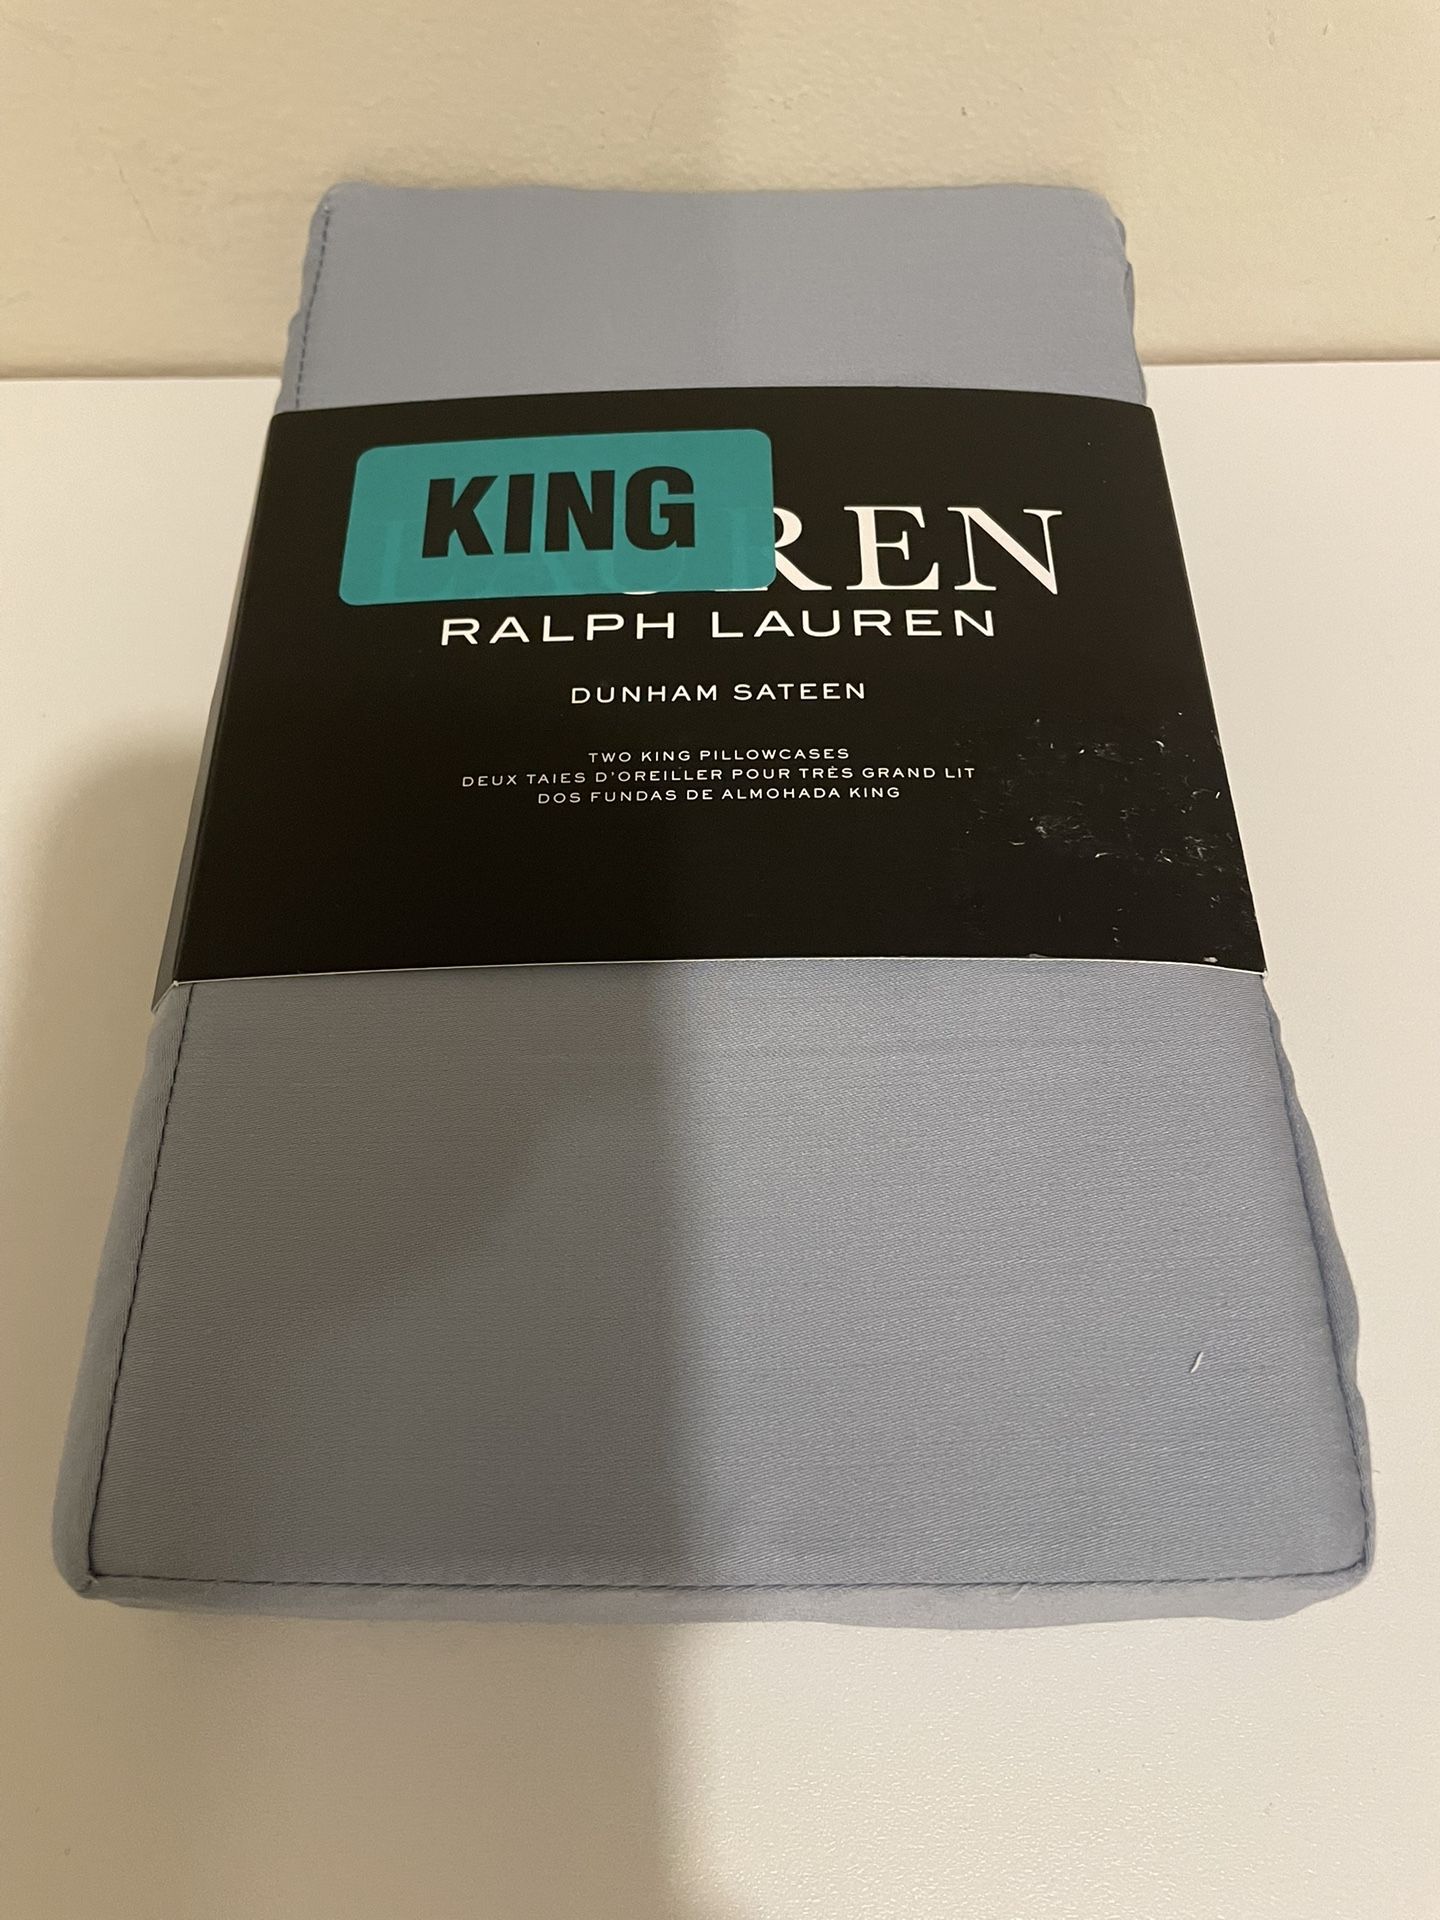 KING
LAUREN
RALPH LAUREN
DUNHAM SATEEN
TWO KING PILLOWCASES
DEUX TAIES D'OREILLER POUR TRÈS GRAND LIT
DOS FUNDAS DE ALMOHADA KING